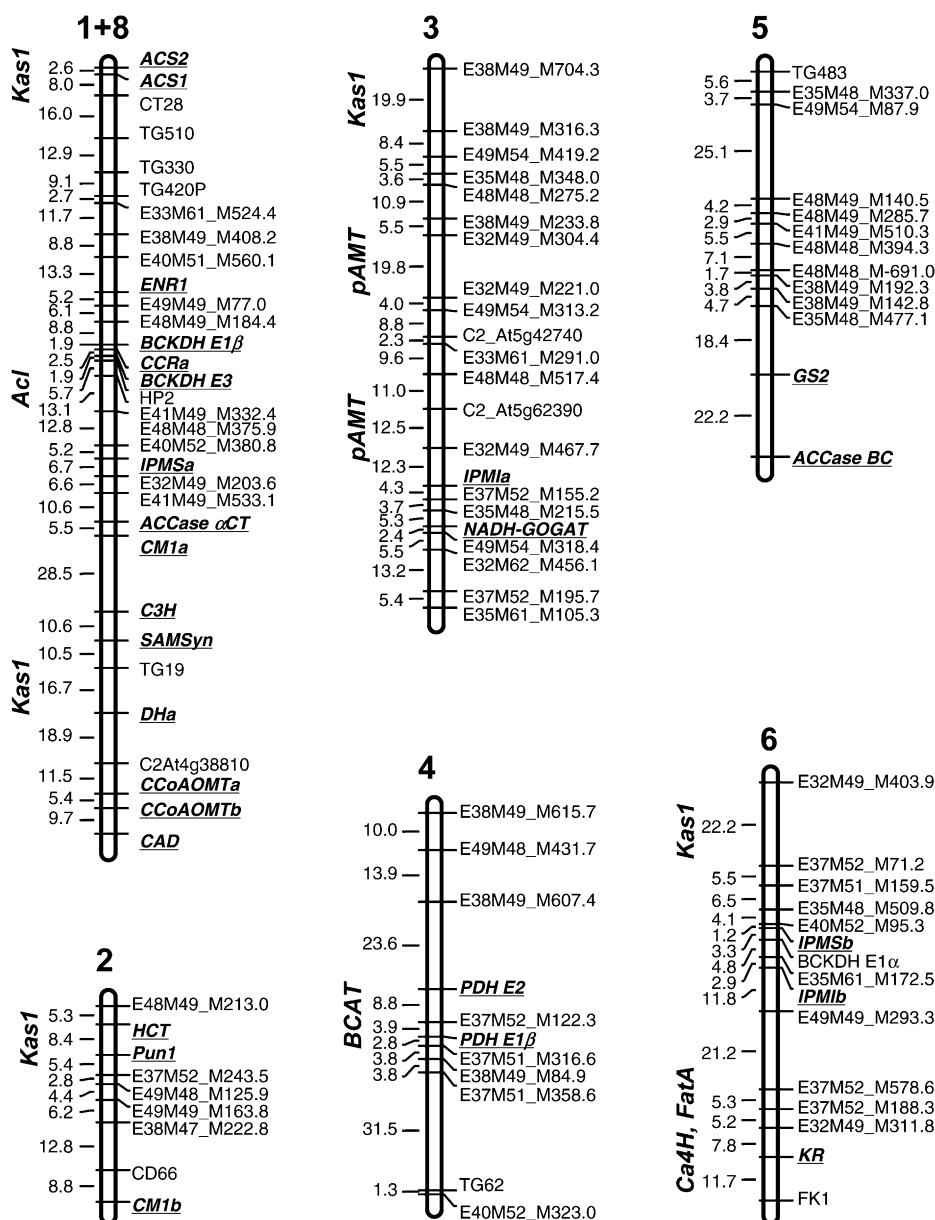 1+8
Kas1
AcI
Kas1
2.6
8.0
16.0
12.9
9.1
2.7
11.7
8.8
13.3
5.2
6.1
8.8
1.9
2.5
1.9
5.7
13.1
12.8
5.2
6.7
6.6
10.6
5.5
28.5
10.6
10.5
16.7
18.9
11.5
5.4
9.7
ACS2
ACS1
CT28
TG510
TG330
TG420P
E33M61_M524.4
E38M49_M408.2
E40M51_M560.1
ENR1
E49M49_M77.0
E48M49_M184.4
BCKDH E1β
CCRa
BCKDH E3
HP2
E41M49_M332.4
E48M48_M375.9
E40M52_M380.8
IPMSa
E32M49_M203.6
E41M49_M533.1
ACCase αCT
CM1a
C3H
SAMSyn
TG19
DHa
C2At4g38810
CCoAOMTa
CCoAOMTb
CAD
2
Kas1
5.3
8.4
5.4
2.8
4.4
6.2
12.8
8.8
E48M49_M213.0
HCT
Pun1
E37M52_M243.5
E49M48_M125.9
E49M49_M163.8
E38M47_M222.8
CD66
CM1b
3
Kas1
pAMT
pAMT
19.9
8.4
5.5
3.6
10.9
5.5
19.8
4.0
8.8
2.3
9.6
11.0
12.5
12.3
4.3
3.7
5.3
2.4
5.5
13.2
5.4
E38M49_M704.3
E38M49_M316.3
E49M54_M419.2
E35M48_M348.0
E48M48_M275.2
E38M49_M233.8
E32M49_M304.4
E32M49_M221.0
E49M54_M313.2
C2_At5g42740
E33M61_M291.0
E48M48_M517.4
C2_At5g62390
E32M49_M467.7
IPMIa
E37M52_M155.2
E35M48_M215.5
NADH-GOGAT
E49M54_M318.4
E32M62_M456.1
E37M52_M195.7
E35M61_M105.3
4
BCAT
10.0
13.9
23.6
8.8
3.9
2.8
3.8
3.8
31.5
1.3
E38M49_M615.7
E49M48_M431.7
E38M49_M607.4
PDH E2
E37M52_M122.3
PDH E1β
E37M51_M316.6
E38M49_M84.9
E37M51_M358.6
TG62
E40M52_M323.0
5
5.6
3.7
25.1
4.2
2.9
5.5
7.1
1.7
3.8
4.7
18.4
22.2
TG483
E35M48_M337.0
E49M54_M87.9
E48M49_M140.5
E48M49_M285.7
E41M49_M510.3
E48M48_M394.3
E48M48_M-691.0
E38M49_M192.3
E38M49_M142.8
E35M48_M477.1
GS2
ACCase BC
6
Kas1
Ca4H, FatA
22.2
5.5
6.5
4.1
1.2
3.3
4.8
2.9
11.8
21.2
5.3
5.2
7.8
11.7
E32M49_M403.9
E37M52_M71.2
E37M51_M159.5
E35M48_M509.8
E40M52_M95.3
IPMSb
BCKDH E1α
E35M61_M172.5
IPMIb
E49M49_M293.3
E37M52_M578.6
E37M52_M188.3
E32M49_M311.8
KR
FK1